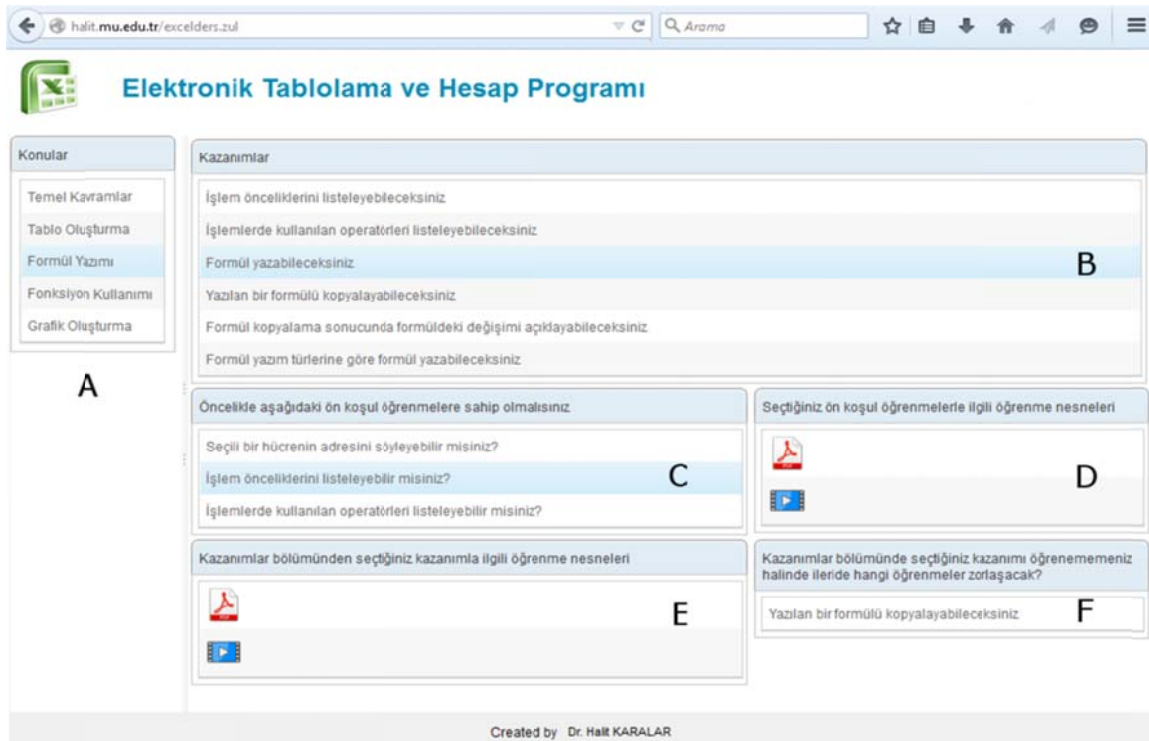 halit.mu.edu.tr/excelders.zul
Arama
Elektronik Tablolama ve Hesap Programı
Konular
Temel Kavramlar
Tablo Oluşturma
Formül Yazımı
Fonksiyon Kullanımı
Grafik Oluşturma
A
Kazanımlar
İşlem önceliklerini listeleyebileceksiniz
İşlemlerde kullanılan operatörleri listeleyebileceksiniz
Formül yazabileceksiniz
B
Yazılan bir formülü kopyalayabileceksiniz
Formül kopyalama sonucunda formüldeki değişimi açıklayabileceksiniz
Formül yazım türlerine göre formül yazabileceksiniz
Öncelikle aşağıdaki ön koşul öğrenmelere sahip olmalısınız
Seçili bir hücrenin adresini söyleyebilir misiniz?
İşlem önceliklerini listeleyebilir misiniz?
C
İşlemlerde kullanılan operatörleri listeleyebilir misiniz?
Seçtiğiniz ön koşul öğrenmelerle ilgili öğrenme nesneleri
PDF
D
Kazanımlar bölümünden seçtiğiniz kazanımla ilgili öğrenme nesneleri
PDF
E
Kazanımlar bölümünde seçtiğiniz kazanımı öğrenememeniz
halinde ileride hangi öğrenmeler zorlaşacak?
Yazılan bir formülü kopyalayabileceksiniz
F
Created by Dr. Halit KARALAR